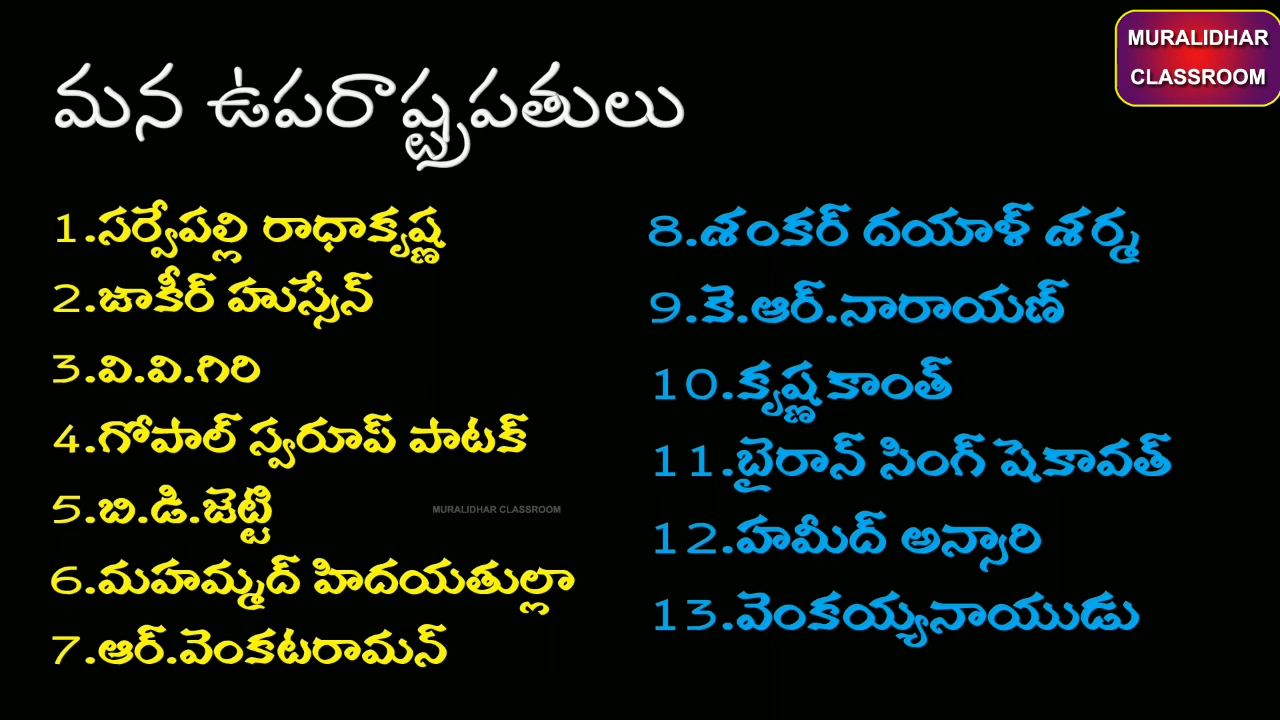 MURALIDHAR
CLASSROOM
మన ఉపరాష్ట్రపతులు
1.సర్వేపల్లి రాధాకృష్ణ
2.జాకీర్ హుస్సేన్
3.వి.వి.గిరి
4.గోపాల్ స్వరూప్ పాటక్
5.బి.డి.జెట్టి
6.మహమ్మద్ హిదయతుల్లా
7.ఆర్.వెంకటరామన్
MURALIDHAR CLASSROOM
8.శంకర్ దయాళ్ శర్మ
9.కె.ఆర్.నారాయణ్
10.కృష్ణకాంత్
11.బైరాన్ సింగ్ షెకావత్
12.హమీద్ అన్సారి
13.వెంకయ్యనాయుడు